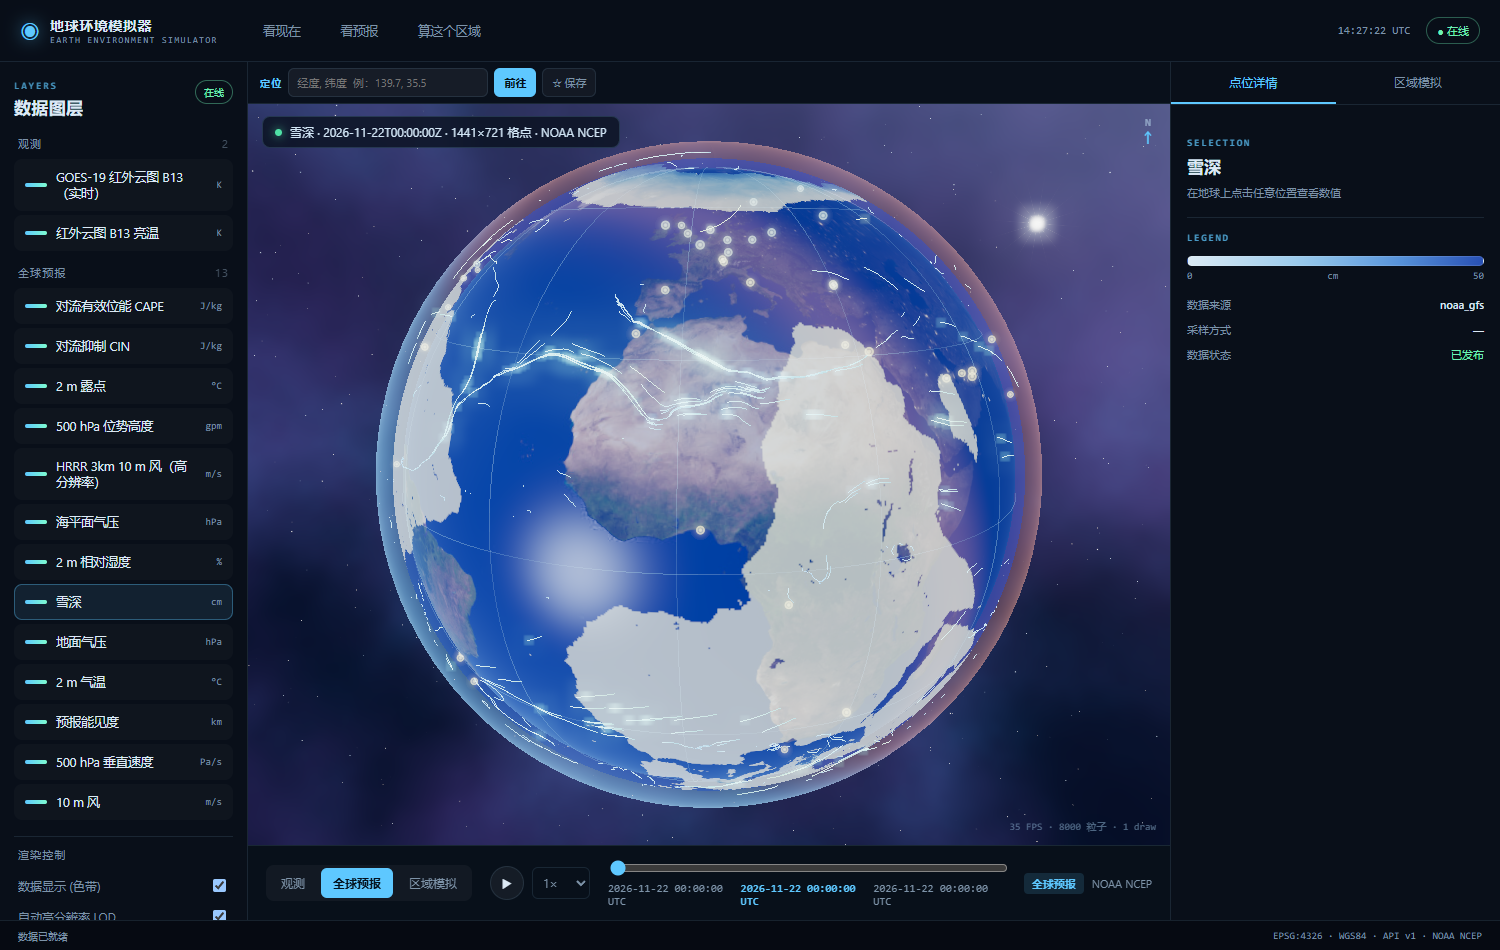 地球环境模拟器
EARTH ENVIRONMENT SIMULATOR
看现在
看预报
算这个区域
14:27:22 UTC
● 在线
LAYERS
数据图层
在线
观测 2
GOES-19 红外云图 B13
（实时）
K
红外云图 B13 亮温 K
全球预报 13
对流有效位能 CAPE J/kg
对流抑制 CIN J/kg
2 m 露点 °C
500 hPa 位势高度 gpm
HRRR 3km 10 m 风（高
分辨率）
m/s
海平面气压 hPa
2 m 相对湿度 %
雪深 cm
地面气压 hPa
2 m 气温 °C
预报能见度 km
500 hPa 垂直速度 Pa/s
10 m 风 m/s
渲染控制
数据显示 (色带)
自动高分辨率 LOD
定位
经度, 纬度 例：139.7, 35.5
前往
☆ 保存
雪深 · 2026-11-22T00:00:00Z · 1441×721 格点 · NOAA NCEP
N
35 FPS · 8000 粒子 · 1 draw
观测
全球预报
区域模拟
1×
2026-11-22 00:00:00
UTC
2026-11-22 00:00:00
UTC
2026-11-22 00:00:00
UTC
全球预报
NOAA NCEP
点位详情
区域模拟
SELECTION
雪深
在地球上点击任意位置查看数值
LEGEND
0 cm 50
数据来源 noaa_gfs
采样方式 —
数据状态 已发布
数据已就绪
EPSG:4326 · WGS84 · API v1 · NOAA NCEP